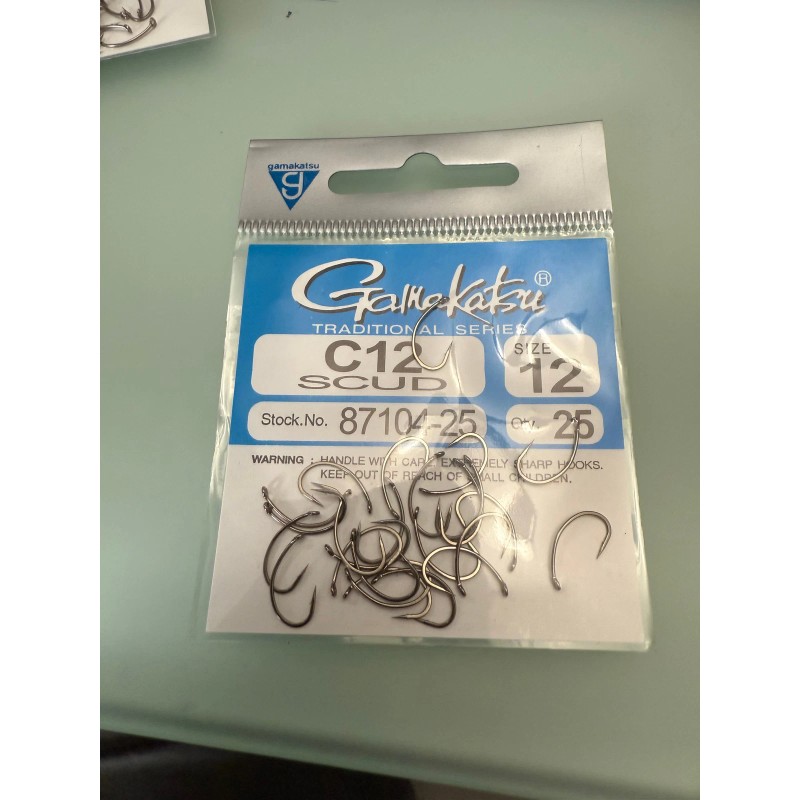 gamakatsu
Gamakatsu®
TRADITIONAL SERIES
C12
SCUD
SIZE
12
Stock.No. 87104-25
Qty. 25
WARNING : HANDLE WITH CARE EXTREMELY SHARP HOOKS.
KEEP OUT OF REACH OF SMALL CHILDREN.